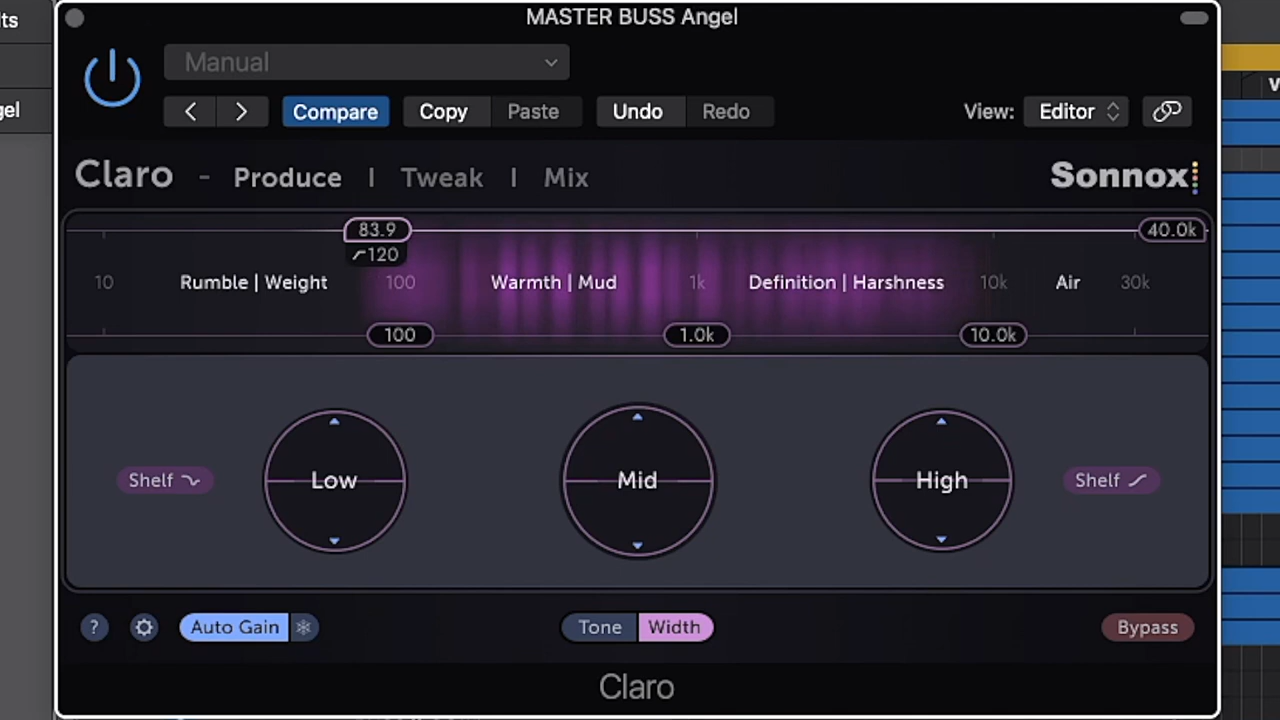 lts
MASTER BUSS Angel
Manual
gel
Compare Copy Paste Undo Redo View: Editor
Claro - Produce | Tweak | Mix Sonnox
83.9 40.0k
120
10 Rumble | Weight 100 Warmth | Mud 1k Definition | Harshness 10k Air 30k
100 1.0k 10.0k
Shelf Low Mid High Shelf
? Auto Gain Tone Width Bypass
Claro